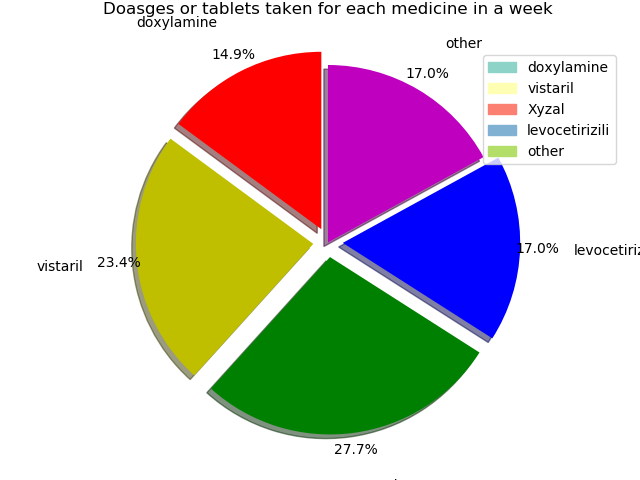 Doasges or tablets taken for each medicine in a week
doxylamine
other
14.9%
17.0%
doxylamine
vistaril
Xyzal
levocetirizili
other
17.0%
levocetiriz
vistaril
23.4%
27.7%